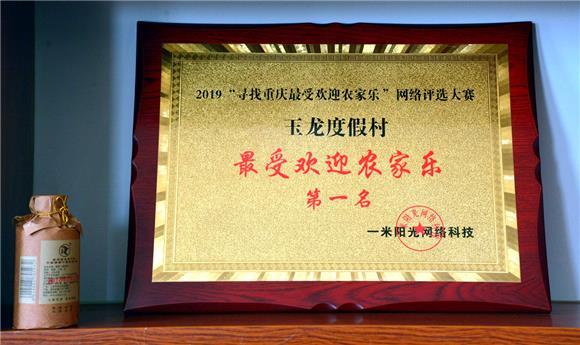 2019“寻找重庆最受欢迎农家乐”网络评选大赛
玉龙度假村
最受欢迎农家乐
第一名
一米阳光网络科技